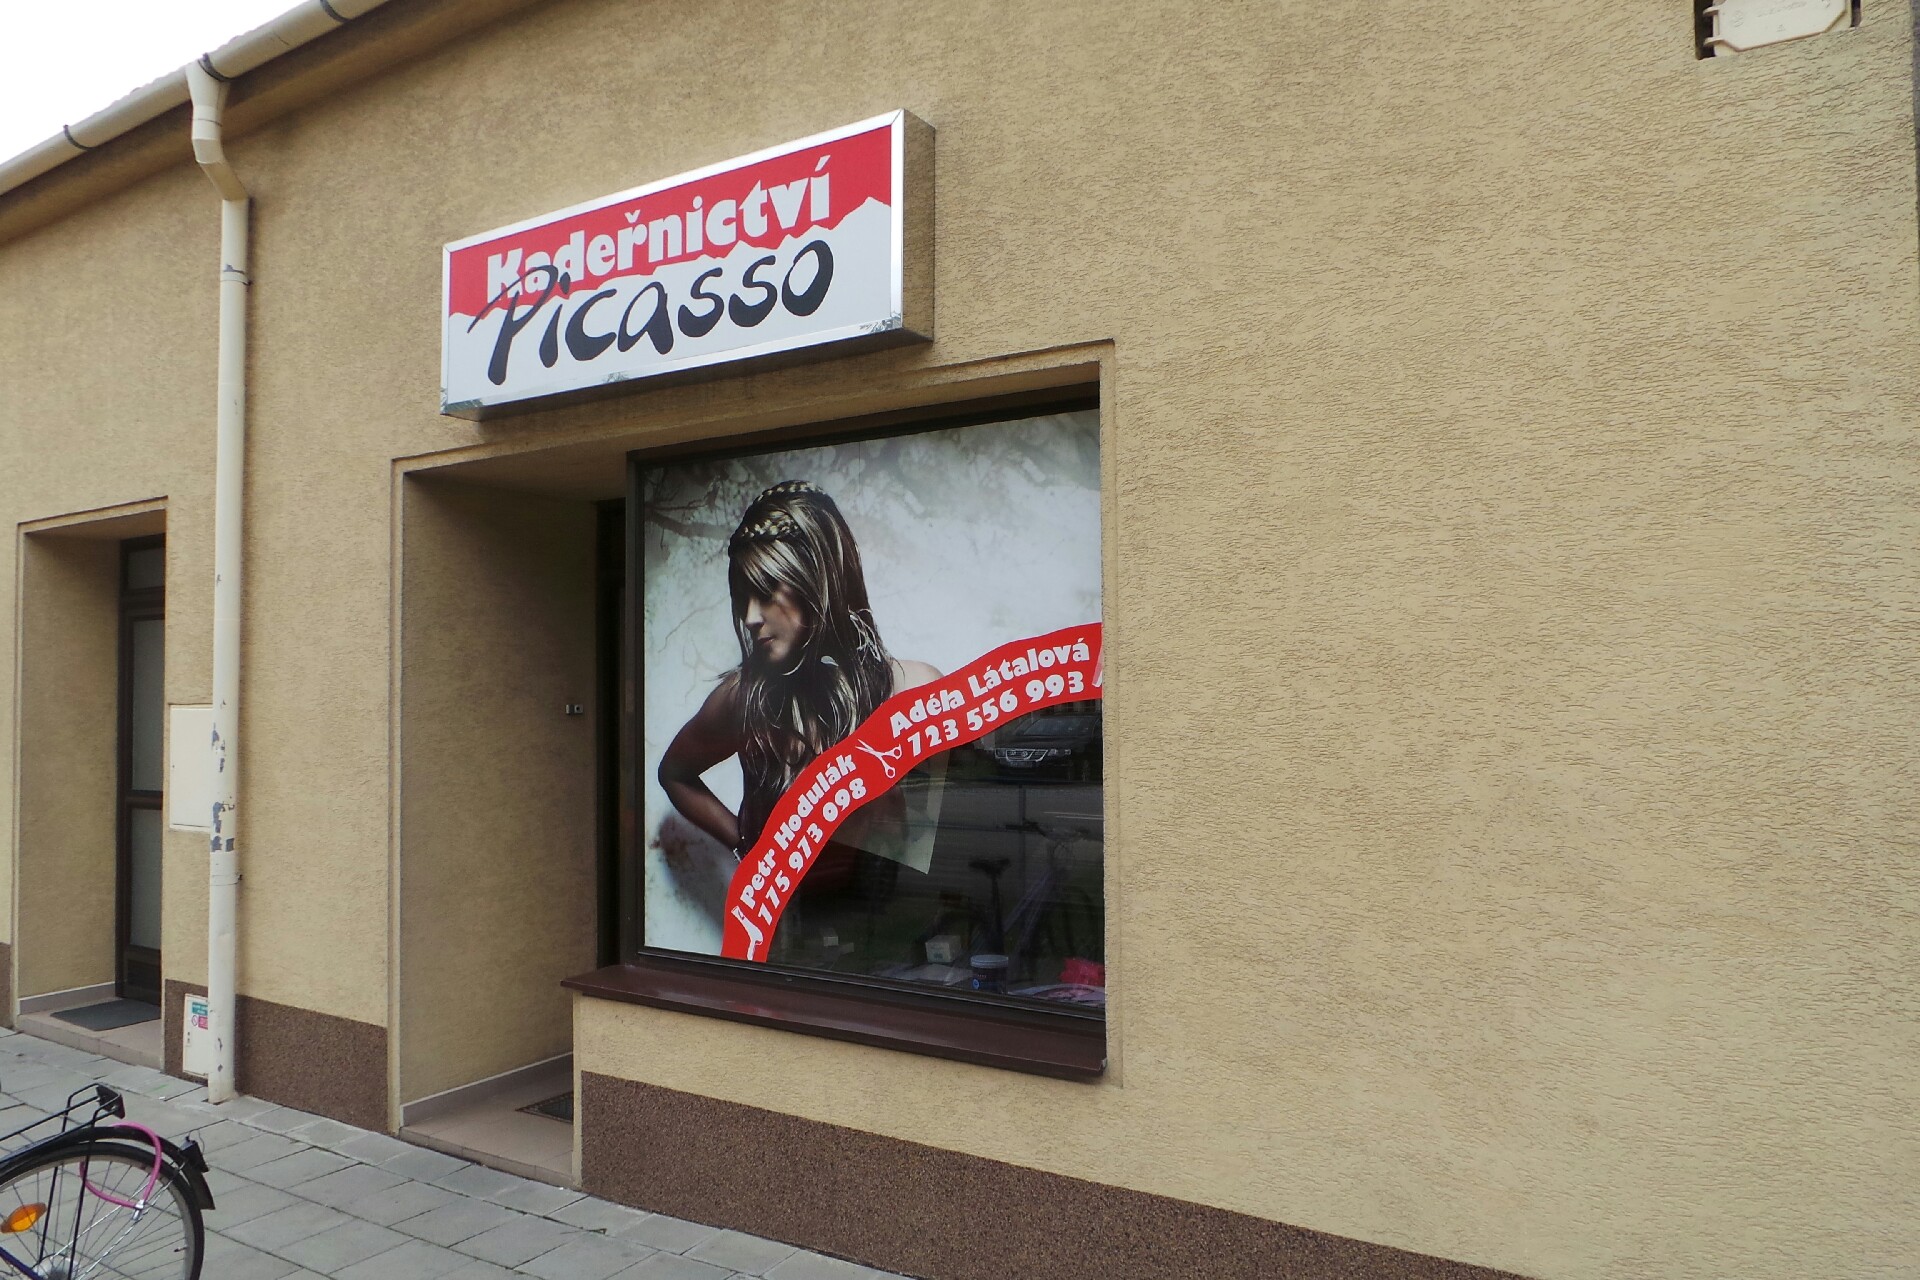 Kadeřnictví
Picasso
Adéla Látalová
723 556 993
Petr Hodulák
775 973 098